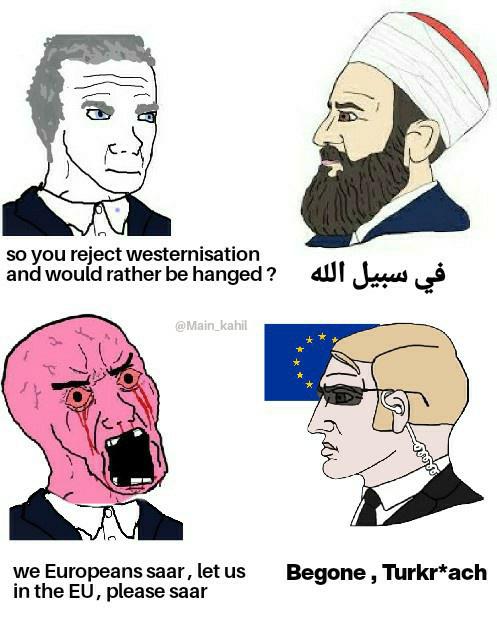 so you reject westernisation
and would rather be hanged ?
في سبيل الله
@Main_kahil
we Europeans saar , let us
in the EU , please saar
Begone , Turkr*ach